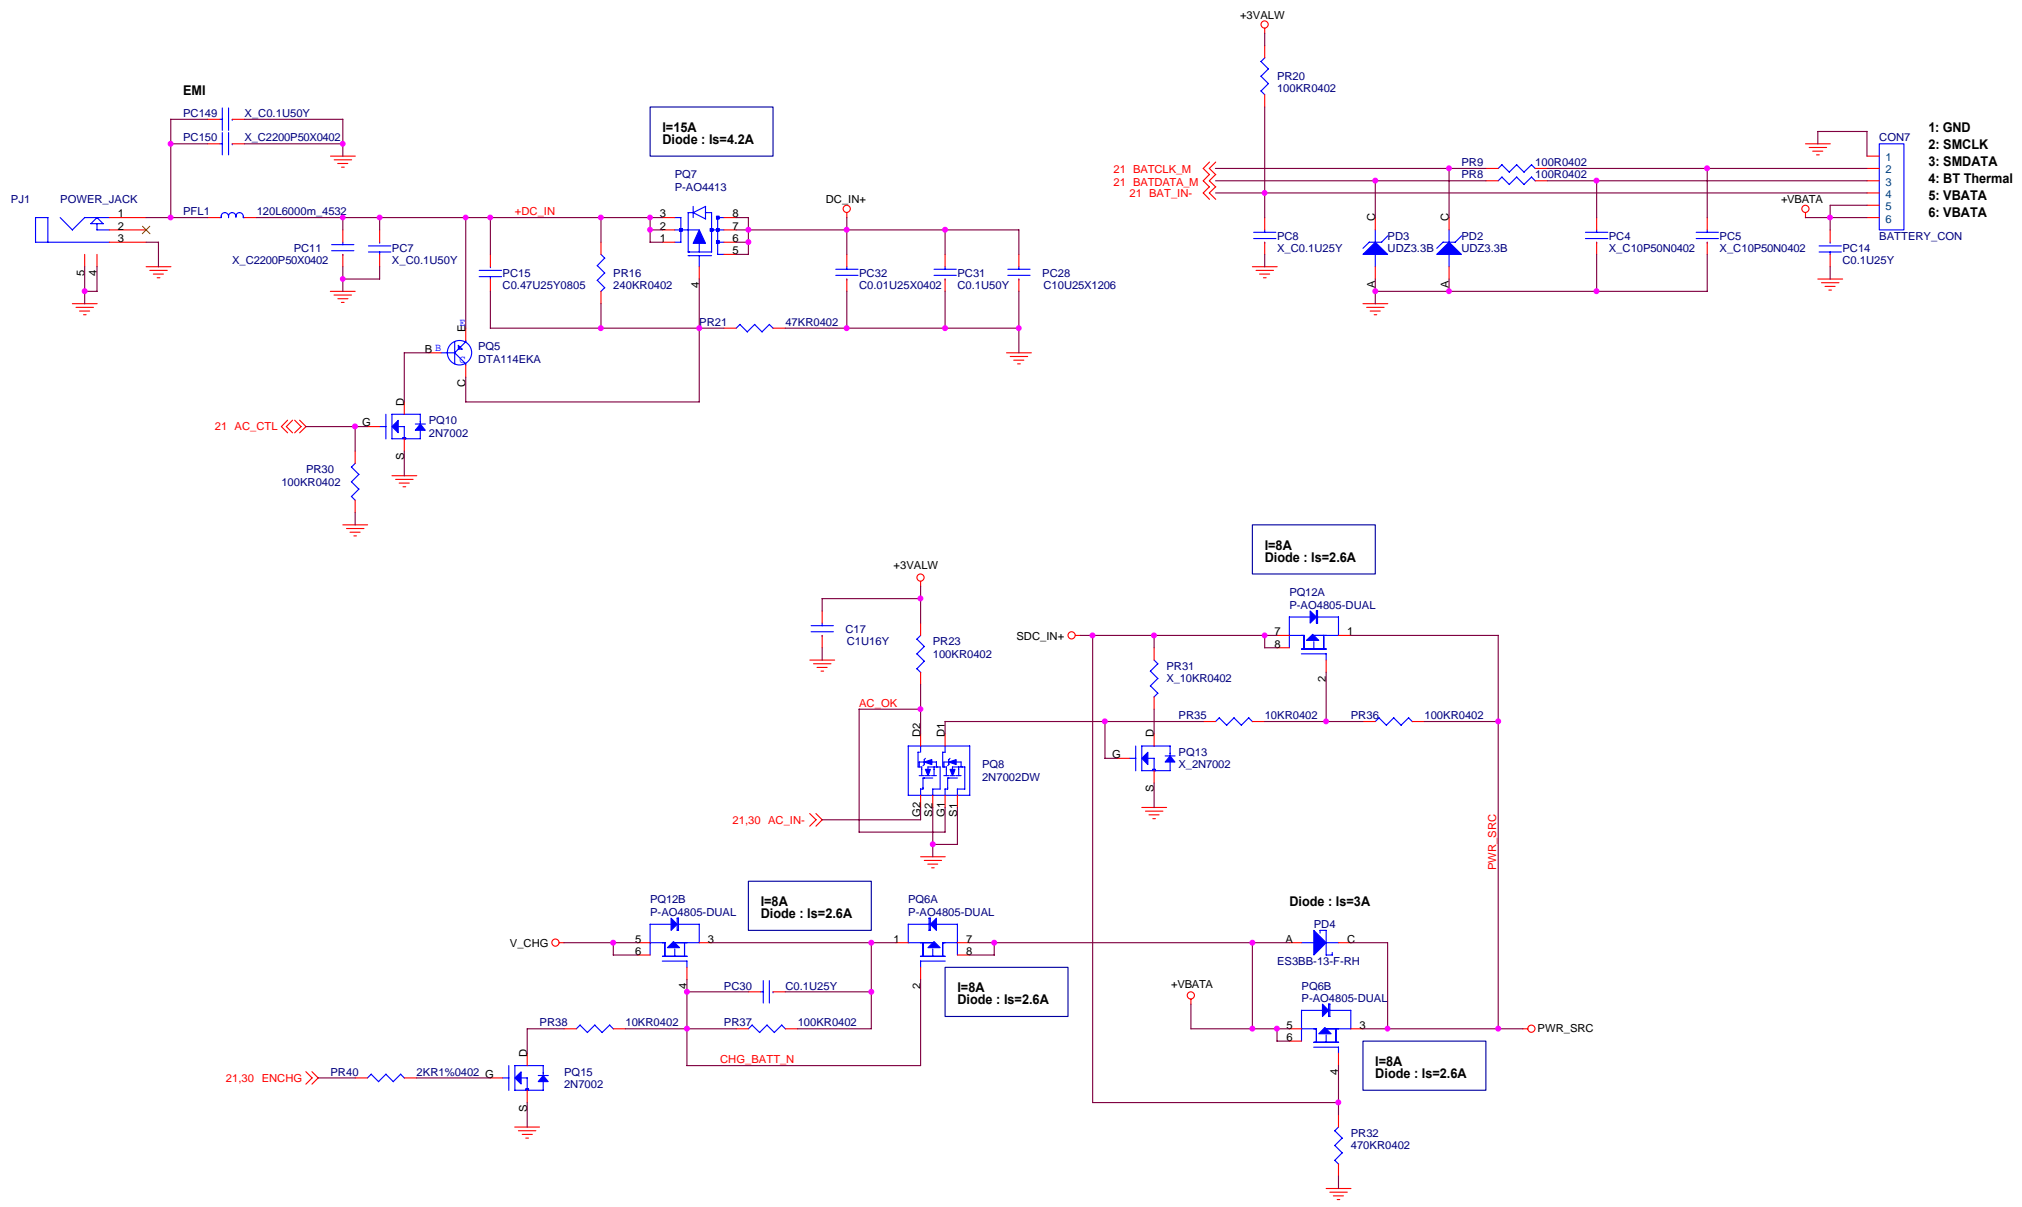 +3VALW
PR20
100KR0402
EMI
PC149
X_C0.1U50Y
PC150
X_C2200P50X0402
I=15A
Diode : Is=4.2A
PQ7
P-AO4413
PJ1
POWER_JACK
1
2
3
5
4
PFL1
120L6000m_4532
+DC_IN
3
2
1
8
7
6
5
4
DC_IN+
PC11
X_C2200P50X0402
PC7
X_C0.1U50Y
PC15
C0.47U25Y0805
PR16
240KR0402
PC32
C0.01U25X0402
PC31
C0.1U50Y
PC28
C10U25X1206
PR21
47KR0402
E
B
B
C
PQ5
DTA114EKA
21 AC_CTL
G
D
S
PQ10
2N7002
PR30
100KR0402
21 BATCLK_M
21 BATDATA_M
21 BAT_IN-
PR9
100R0402
PR8
100R0402
CON7
1
2
3
4
5
6
BATTERY_CON
1: GND
2: SMCLK
3: SMDATA
4: BT Thermal
5: VBATA
6: VBATA
+VBATA
PC8
X_C0.1U25Y
C
PD3
UDZ3.3B
A
C
PD2
UDZ3.3B
A
PC4
X_C10P50N0402
PC5
X_C10P50N0402
PC14
C0.1U25Y
I=8A
Diode : Is=2.6A
+3VALW
C17
C1U16Y
PR23
100KR0402
AC_OK
D2
D1
PQ8
2N7002DW
G2
S2
G1
S1
21,30 AC_IN-
SDC_IN+
PQ12A
P-AO4805-DUAL
7
8
1
2
PR31
X_10KR0402
PR35
10KR0402
PR36
100KR0402
D
G
S
PQ13
X_2N7002
PWR_SRC
PQ12B
P-AO4805-DUAL
I=8A
Diode : Is=2.6A
PQ6A
P-AO4805-DUAL
V_CHG
5
6
3
4
1
7
8
2
PC30
C0.1U25Y
I=8A
Diode : Is=2.6A
PR38
10KR0402
PR37
100KR0402
CHG_BATT_N
21,30 ENCHG
PR40
2KR1%0402
G
D
S
PQ15
2N7002
Diode : Is=3A
PD4
A
C
ES3BB-13-F-RH
+VBATA
PQ6B
P-AO4805-DUAL
5
6
3
4
PWR_SRC
I=8A
Diode : Is=2.6A
PR32
470KR0402